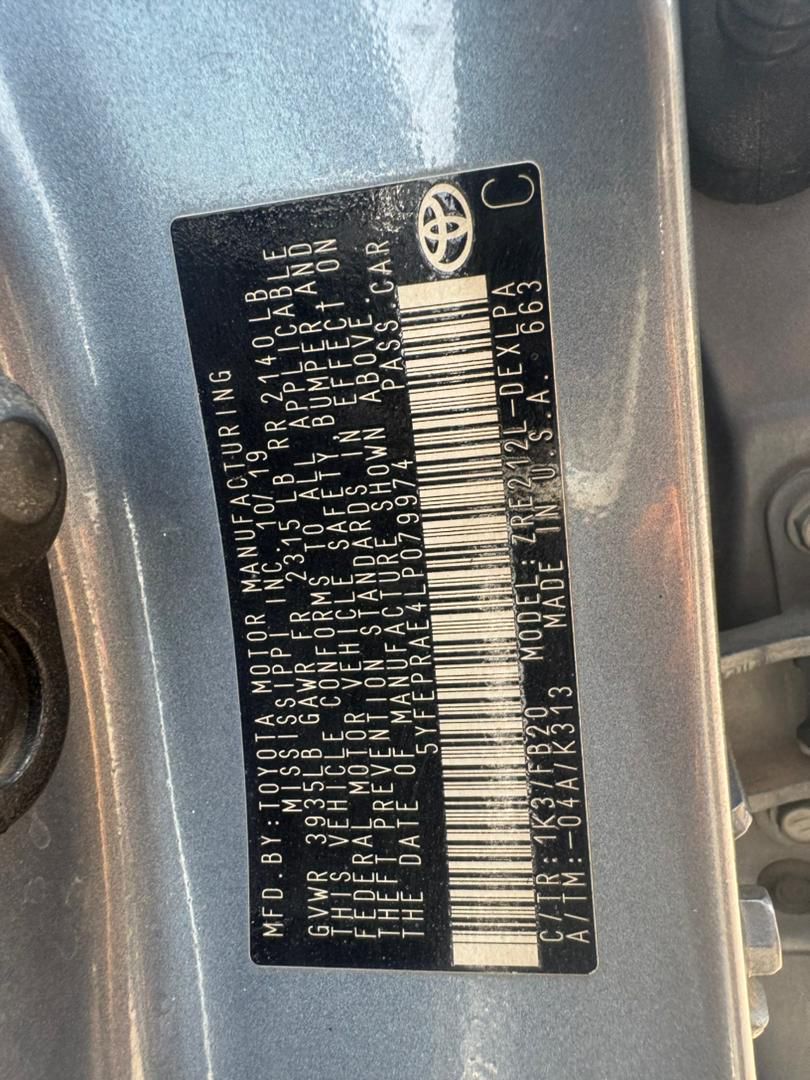 MFD.BY:TOYOTA MOTOR MANUFACTURING
MISSISSIPPI INC. 10/19
GVWR 3935LB GAWR FR 2315LB RR 2140LB
THIS VEHICLE CONFORMS TO ALL APPLICABLE
FEDERAL MOTOR VEHICLE SAFETY BUMPER, AND
THEFT PREVENTION STANDARDS IN EFFECT ON
THE DATE OF MANUFACTURE SHOWN ABOVE.
5YFEPRAE4LP079974 PASS.CAR
C/TR:1K3/FB20 MODEL:ZRE212L-DEXLPA
A/TM:-04A/K313 MADE IN U.S.A. 663
C